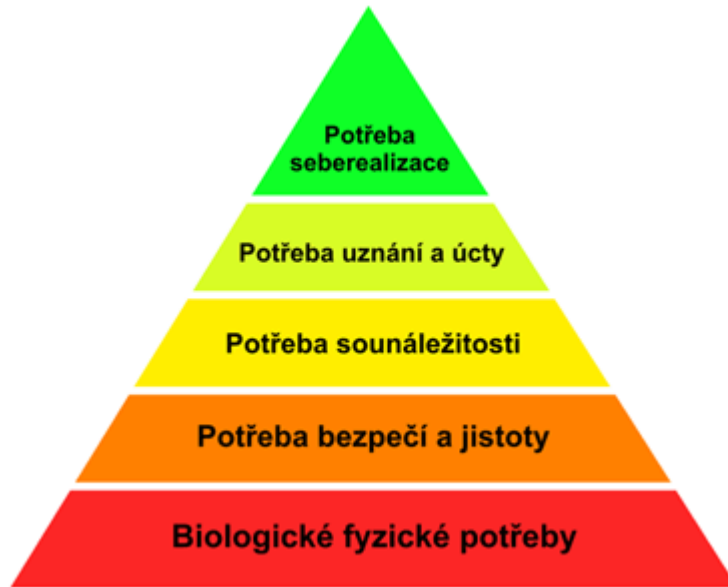 Potřeba
seberealizace
Potřeba uznání a úcty
Potřeba sounáležitosti
Potřeba bezpečí a jistoty
Biologické fyzické potřeby